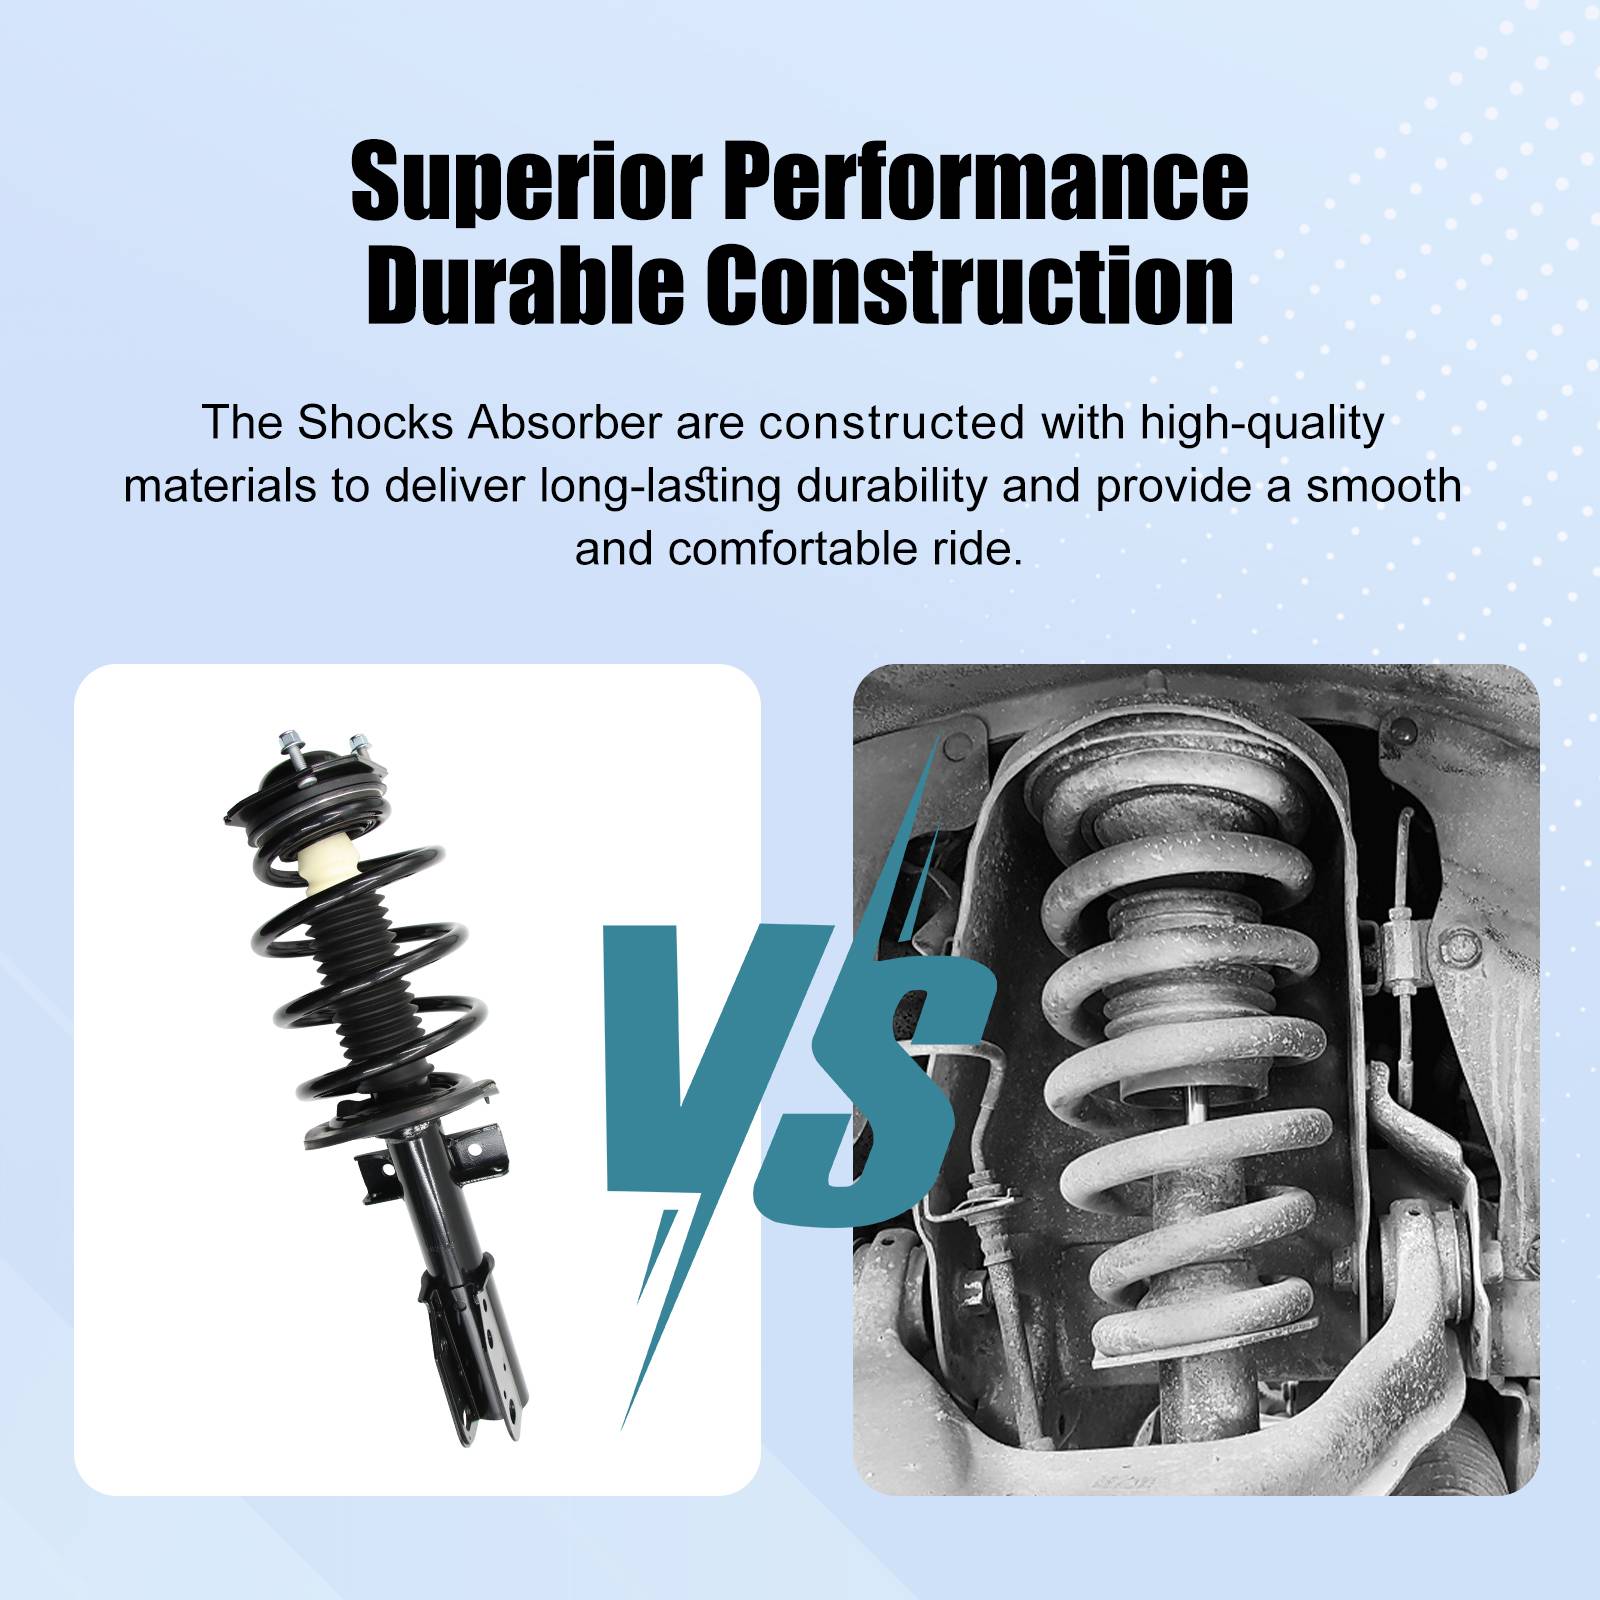 Superior Performance
Durable Construction
The Shocks Absorber are constructed with high-quality
materials to deliver long-lasting durability and provide a smooth
and comfortable ride.
VS